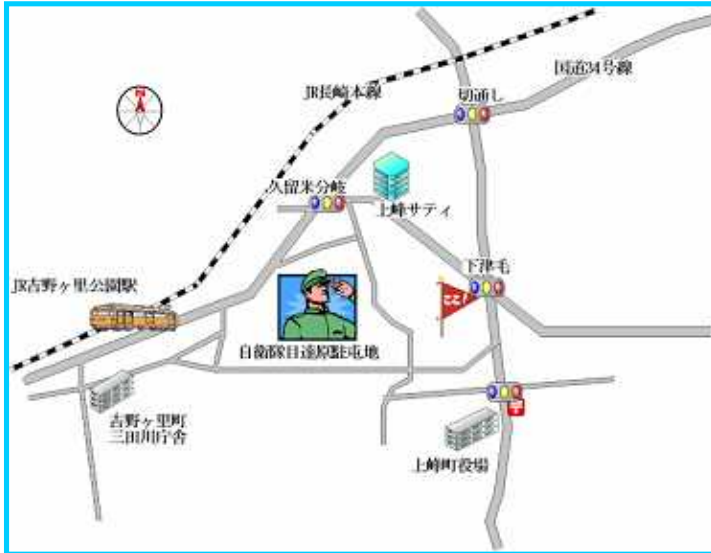 国道34号線
JR長崎本線
切通し
N
久留米分岐
上峰サティ
下津毛
JR吉野ヶ里公園駅
ここ!
自衛隊目達原駐屯地
吉野ヶ里町
三田川庁舎
上峰町役場